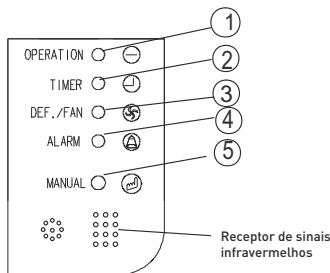 1
OPERATION
2
TIMER
3
DEF./FAN
4
ALARM
5
MANUAL
Receptor de sinais
infravermelhos